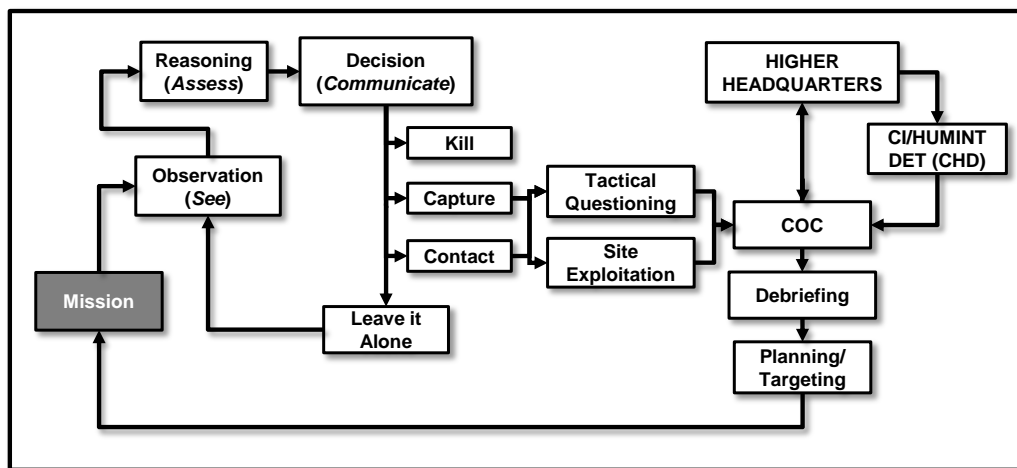 Reasoning
(Assess)
Decision
(Communicate)
HIGHER
HEADQUARTERS
Kill
CI/HUMINT
DET (CHD)
Observation
(See)
Capture
Tactical
Questioning
COC
Contact
Site
Exploitation
Mission
Leave it
Alone
Debriefing
Planning/
Targeting